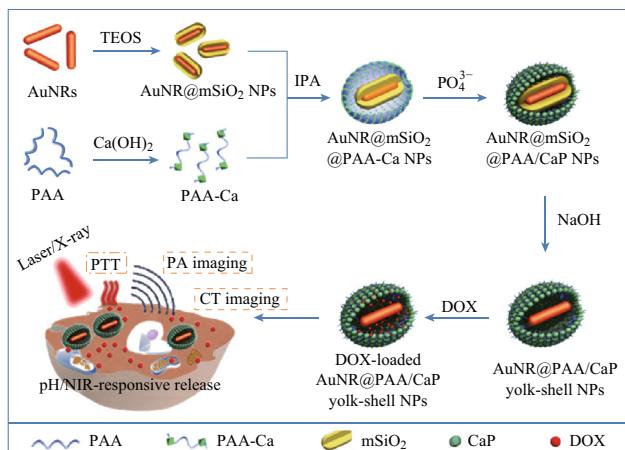 TEOS
AuNRs
AuNR@mSiO₂ NPs
IPA
PO₄³⁻
AuNR@mSiO₂
@PAA-Ca NPs
AuNR@mSiO₂
@PAA/CaP NPs
Ca(OH)₂
PAA
PAA-Ca
NaOH
Laser/X-ray
PTT
PA imaging
CT imaging
pH/NIR-responsive release
DOX
DOX-loaded
AuNR@PAA/CaP
yolk-shell NPs
AuNR@PAA/CaP
yolk-shell NPs
PAA
PAA-Ca
mSiO₂
CaP
DOX